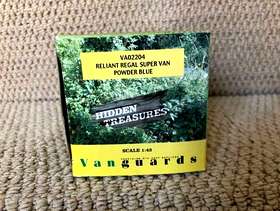 VA02204
RELIANT REGAL SUPER VAN
POWDER BLUE
HIDDEN
TREASURES
SCALE 1:43
Vanguards